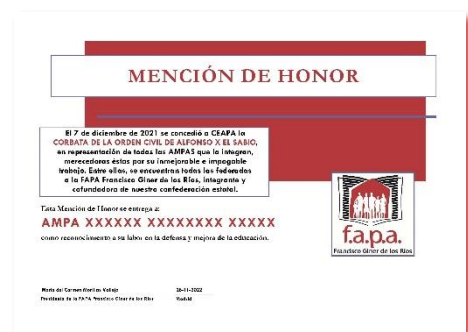 MENCIÓN DE HONOR
El 7 de diciembre de 2021 se concedió a CEAPA la
CORBATA DE LA ORDEN CIVIL DE ALFONSO X EL SABIO,
en representación de todas las AMPAS que la integran,
merecedoras éstas por su inmejorable e impagable
trabajo. Entre ellas, se encuentran todas las federadas
a la FAPA Francisco Giner de los Ríos, integrante y
cofundadora de nuestra confederación estatal.
Esta Mención de Honor se entrega a:
AMPA XXXXXX XXXXXXXX XXXXX
como reconocimiento a su labor en la defensa y mejora de la educación.
f.a.p.a.
Francisco Giner de los Ríos
María del Carmen Morillas Vallejo
26-11-2022
Presidenta de la FAPA Francisco Giner de los Ríos
Madrid